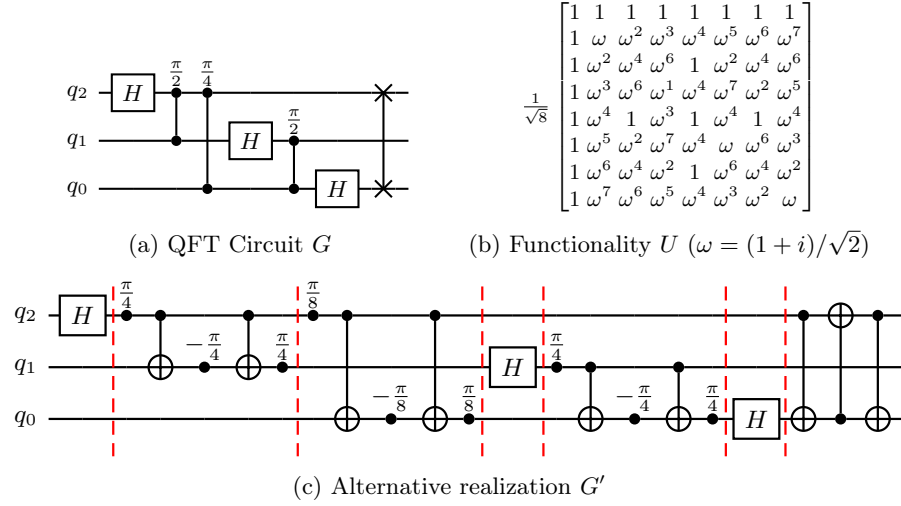 π/2 π/4
q₂ H
q₁ H π/2
q₀ H
(a) QFT Circuit G
1/√8
1 1 1 1 1 1 1 1
1 ω ω² ω³ ω⁴ ω⁵ ω⁶ ω⁷
1 ω² ω⁴ ω⁶ 1 ω² ω⁴ ω⁶
1 ω³ ω⁶ ω¹ ω⁴ ω⁷ ω² ω⁵
1 ω⁴ 1 ω³ 1 ω⁴ 1 ω⁴
1 ω⁵ ω² ω⁷ ω⁴ ω ω⁶ ω³
1 ω⁶ ω⁴ ω² 1 ω⁶ ω⁴ ω²
1 ω⁷ ω⁶ ω⁵ ω⁴ ω³ ω² ω
(b) Functionality U (ω = (1 + i)/√2)
q₂ H π/4 π/8
q₁ −π/4 π/4 H π/4
q₀ −π/8 π/8 −π/4 π/4 H
(c) Alternative realization G′